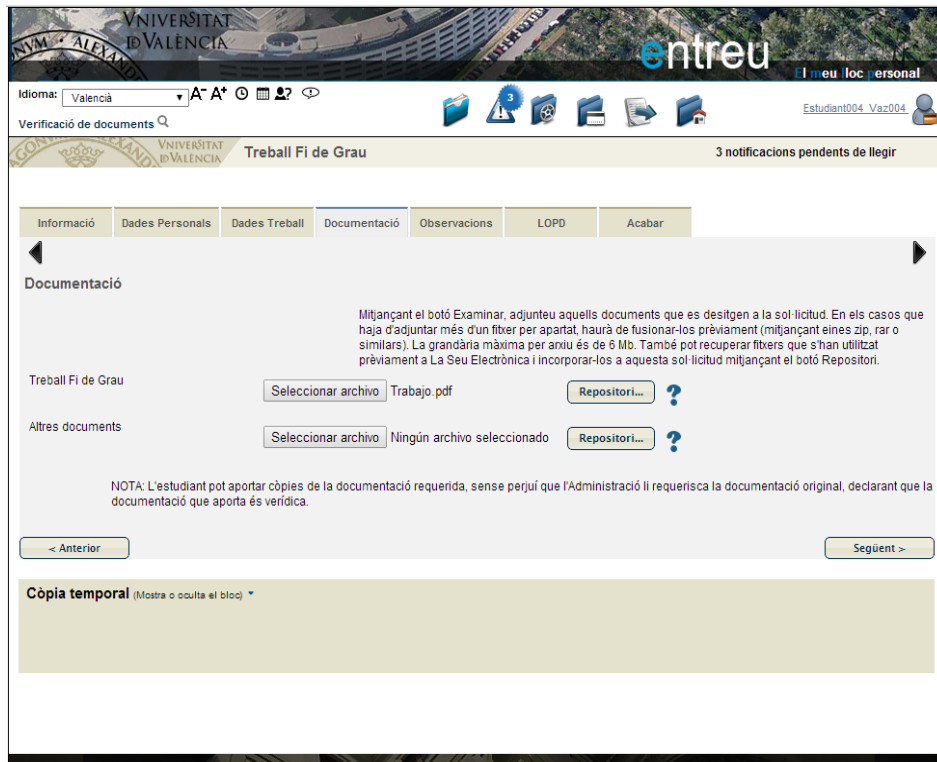 VNIVERSITAT
ID VALÈNCIA
NVM · ALEXAND
entreu
El meu lloc personal
Idioma: Valencià A- A+
3
Estudiant004 Vaz004
Verificació de documents
VNIVERSITAT
ID VALÈNCIA
Treball Fi de Grau
3 notificacions pendents de llegir
Informació Dades Personals Dades Treball Documentació Observacions LOPD Acabar
Documentació
Mitjançant el botó Examinar, adjunteu aquells documents que es desitgen a la sol·licitud. En els casos que
haja d'adjuntar més d'un fitxer per apartat, haurà de fusionar-los prèviament (mitjançant eines zip, rar o
similars). La grandària màxima per arxiu és de 6 Mb. També pot recuperar fitxers que s'han utilitzat
prèviament a La Seu Electrònica i incorporar-los a aquesta sol·licitud mitjançant el botó Repositori.
Treball Fi de Grau
Seleccionar archivo Trabajo.pdf Repositori... ?
Altres documents
Seleccionar archivo Ningún archivo seleccionado Repositori... ?
NOTA: L'estudiant pot aportar còpies de la documentació requerida, sense perjuí que l'Administració li requerisca la documentació original, declarant que la
documentació que aporta és verídica.
< Anterior Següent >
Còpia temporal (Mostra o oculta el bloc)